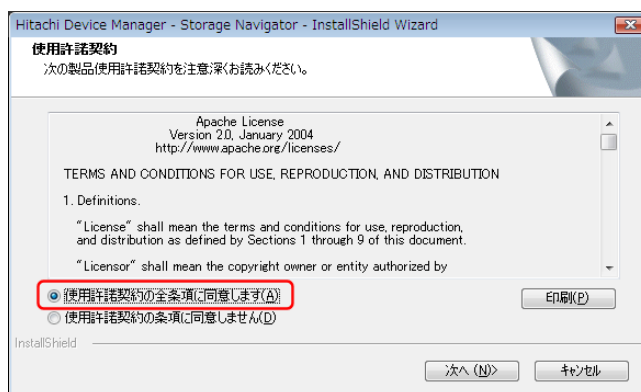 Hitachi Device Manager - Storage Navigator - InstallShield Wizard
使用許諾契約
次の製品使用許諾契約を注意深くお読みください。
Apache License
Version 2.0, January 2004
http://www.apache.org/licenses/
TERMS AND CONDITIONS FOR USE, REPRODUCTION, AND DISTRIBUTION
1. Definitions.
"License" shall mean the terms and conditions for use, reproduction,
and distribution as defined by Sections 1 through 9 of this document.
"Licensor" shall mean the copyright owner or entity authorized by
使用許諾契約の全条項に同意します(A)
印刷(P)
使用許諾契約の条項に同意しません(D)
InstallShield
次へ (N)>
キャンセル